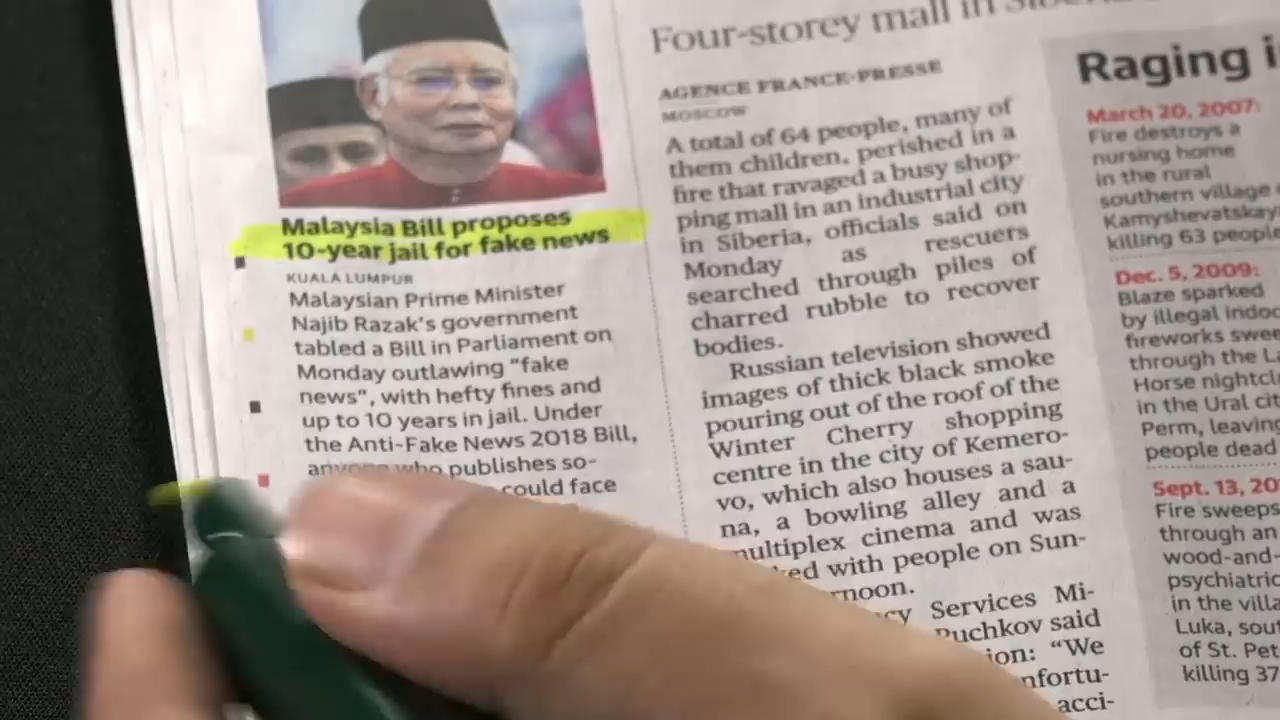 Malaysia Bill proposes
10-year jail for fake news
KUALA LUMPUR
Malaysian Prime Minister
Najib Razak's government
tabled a Bill in Parliament on
Monday outlawing "fake
news", with hefty fines and
up to 10 years in jail. Under
the Anti-Fake News 2018 Bill,
anyone who publishes so-
could face
Four-storey mall in
AGENCE FRANCE-PRESSE
MOSCOW
A total of 64 people, many of
them children, perished in a
fire that ravaged a busy shop-
ping mall in an industrial city
in Siberia, officials said on
Monday as rescuers
searched through piles of
charred rubble to recover
bodies.
Russian television showed
images of thick black smoke
pouring out of the roof of the
Winter Cherry shopping
centre in the city of Kemero-
vo, which also houses a sau-
na, a bowling alley and a
multiplex cinema and was
with people on Sun-
Services Mi-
Puchkov said
"We
Raging
March 20, 2007:
Fire destroys a
nursing home
in the rural
southern village
Kamyshevatskay
killing 63 people
Dec. 5, 2009:
Blaze sparked
by illegal
fireworks
through the
Horse
in the Ural city
Perm, leaving
people dead
Sept. 13,
Fire sweeps
through an
wood-and-
psychiatric
in the
Luka,
of St.
killing 37